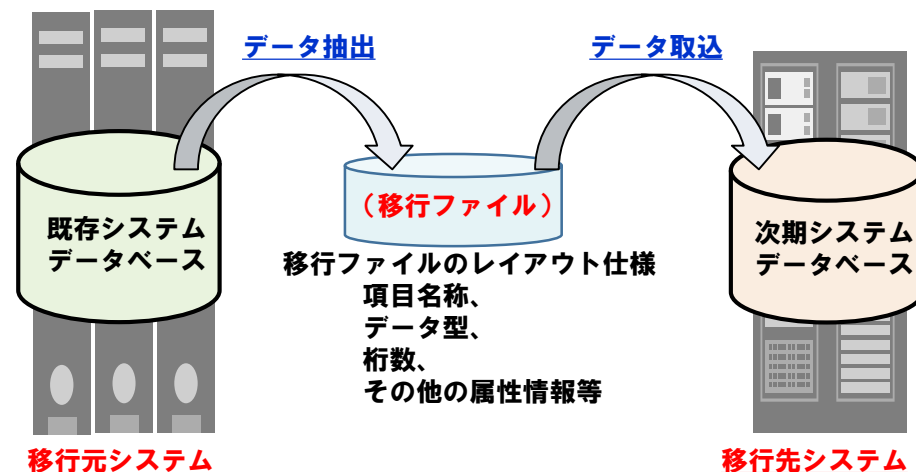 データ抽出
データ取込
既存システム
データベース
（移行ファイル）
次期システム
データベース
移行ファイルのレイアウト仕様
項目名称、
データ型、
桁数、
その他の属性情報等
移行元システム
移行先システム